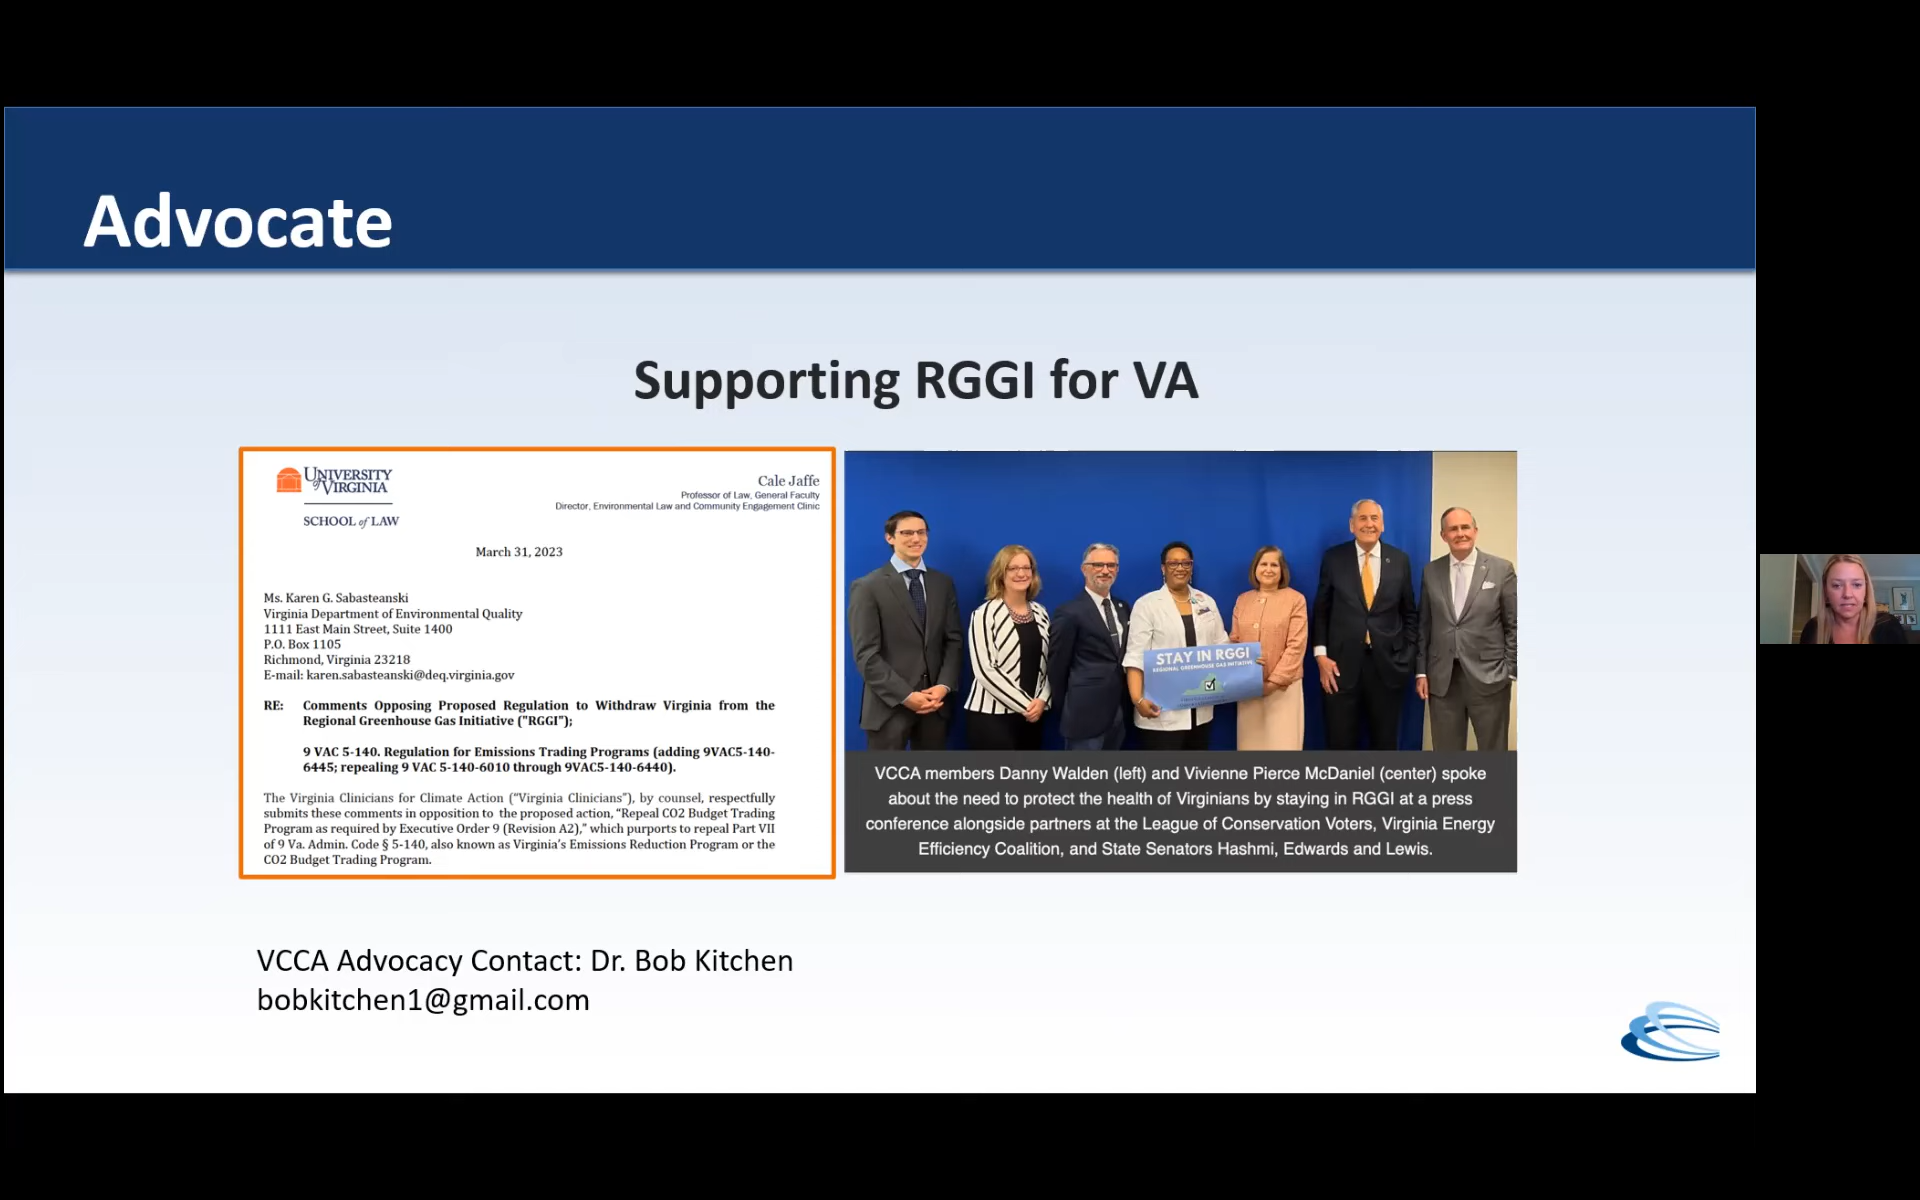 Advocate
Supporting RGGI for VA
UNIVERSITY
of VIRGINIA
SCHOOL of LAW
Cale Jaffe
Professor of Law, General Faculty
Director, Environmental Law and Community Engagement Clinic
March 31, 2023
Ms. Karen G. Sabasteanski
Virginia Department of Environmental Quality
1111 East Main Street, Suite 1400
P.O. Box 1105
Richmond, Virginia 23218
E-mail: karen.sabasteanski@deq.virginia.gov
RE: Comments Opposing Proposed Regulation to Withdraw Virginia from the
Regional Greenhouse Gas Initiative ("RGGI");
9 VAC 5-140. Regulation for Emissions Trading Programs (adding 9VAC5-140-
6445; repealing 9 VAC 5-140-6010 through 9VAC5-140-6440).
The Virginia Clinicians for Climate Action (“Virginia Clinicians”), by counsel, respectfully
submits these comments in opposition to the proposed action, “Repeal CO2 Budget Trading
Program as required by Executive Order 9 (Revision A2),” which purports to repeal Part VII
of 9 Va. Admin. Code § 5-140, also known as Virginia’s Emissions Reduction Program or the
CO2 Budget Trading Program.
STAY IN RGGI
REGIONAL GREENHOUSE GAS INITIATIVE
VCCA members Danny Walden (left) and Vivienne Pierce McDaniel (center) spoke
about the need to protect the health of Virginians by staying in RGGI at a press
conference alongside partners at the League of Conservation Voters, Virginia Energy
Efficiency Coalition, and State Senators Hashmi, Edwards and Lewis.
VCCA Advocacy Contact: Dr. Bob Kitchen
bobkitchen1@gmail.com